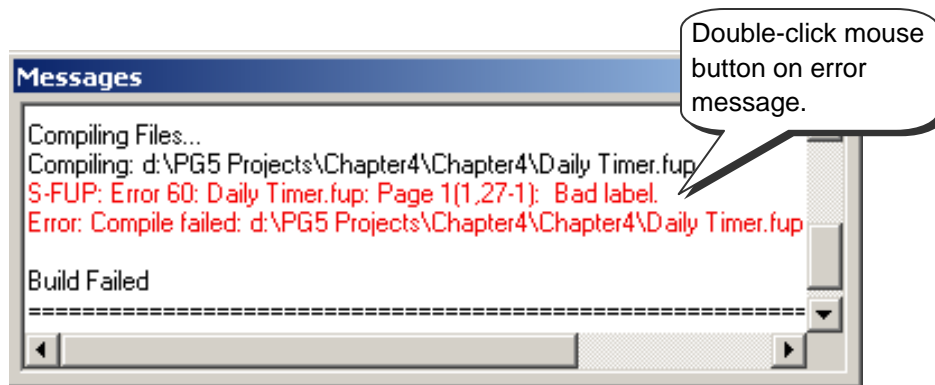 Double-click mouse
button on error
message.
Messages
Compiling Files...
Compiling: d:\PG5 Projects\Chapter4\Chapter4\Daily Timer.fup
S-FUP: Error 60: Daily Timer.fup: Page 1(1,27-1):  Bad label.
Error: Compile failed: d:\PG5 Projects\Chapter4\Chapter4\Daily Timer.fup
Build Failed
==========================================================